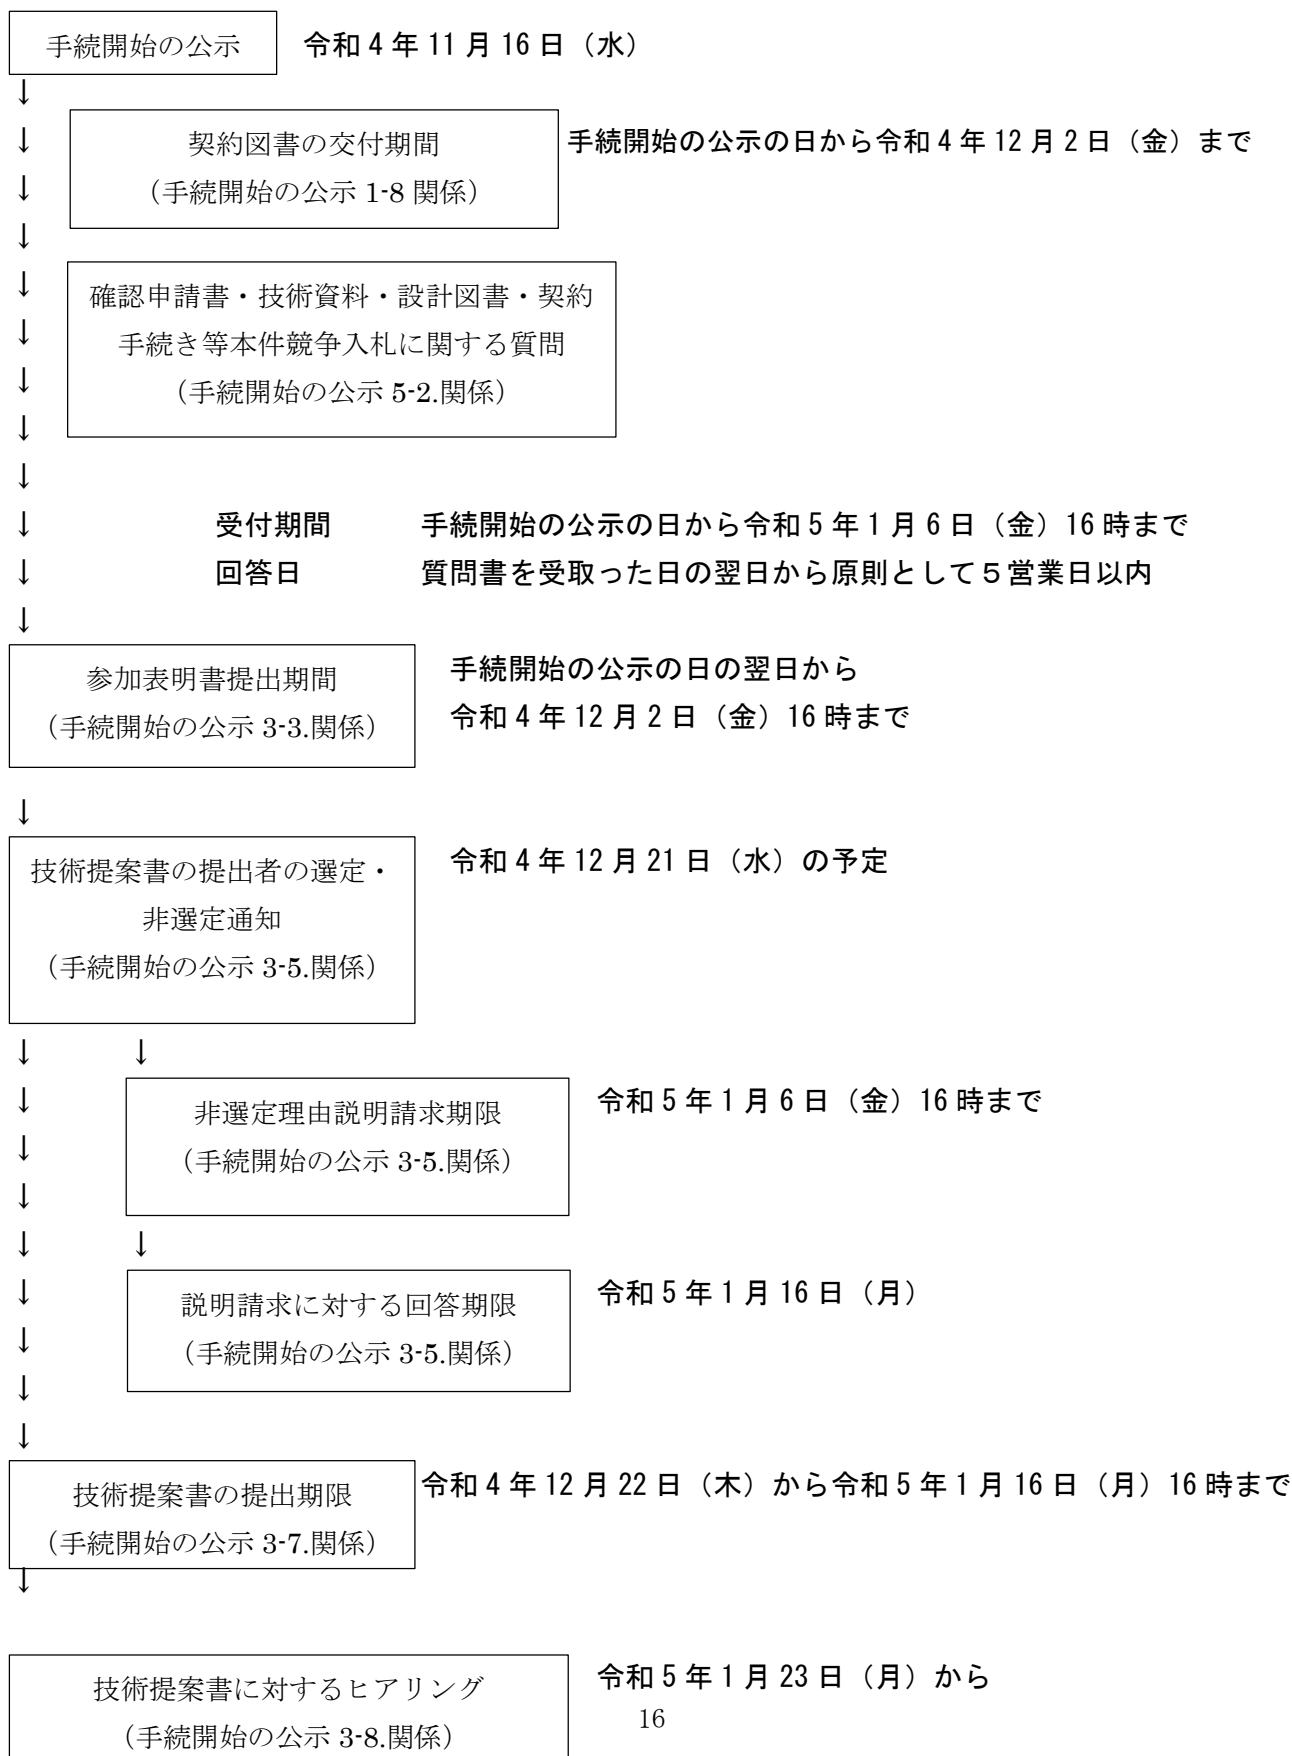 手続開始の公示 令和4年11月16日（水）
↓
↓ 契約図書の交付期間 手続開始の公示の日から令和4年12月2日（金）まで
↓ （手続開始の公示 1-8 関係）
↓
↓ 確認申請書・技術資料・設計図書・契約
↓ 手続き等本件競争入札に関する質問
↓ （手続開始の公示 5-2.関係）
↓
↓
↓ 受付期間 手続開始の公示の日から令和5年1月6日（金）16時まで
↓ 回答日 質問書を受取った日の翌日から原則として５営業日以内
↓
参加表明書提出期間 手続開始の公示の日の翌日から
（手続開始の公示 3-3.関係） 令和4年12月2日（金）16時まで
↓
技術提案書の提出者の選定・ 令和4年12月21日（水）の予定
非選定通知
（手続開始の公示 3-5.関係）
↓ ↓
↓ 非選定理由説明請求期限 令和5年1月6日（金）16時まで
↓ （手続開始の公示 3-5.関係）
↓
↓ ↓
↓ 説明請求に対する回答期限 令和5年1月16日（月）
↓ （手続開始の公示 3-5.関係）
↓
↓
技術提案書の提出期限 令和4年12月22日（木）から令和5年1月16日（月）16時まで
（手続開始の公示 3-7.関係）
↓
技術提案書に対するヒアリング 令和5年1月23日（月）から
（手続開始の公示 3-8.関係）
16